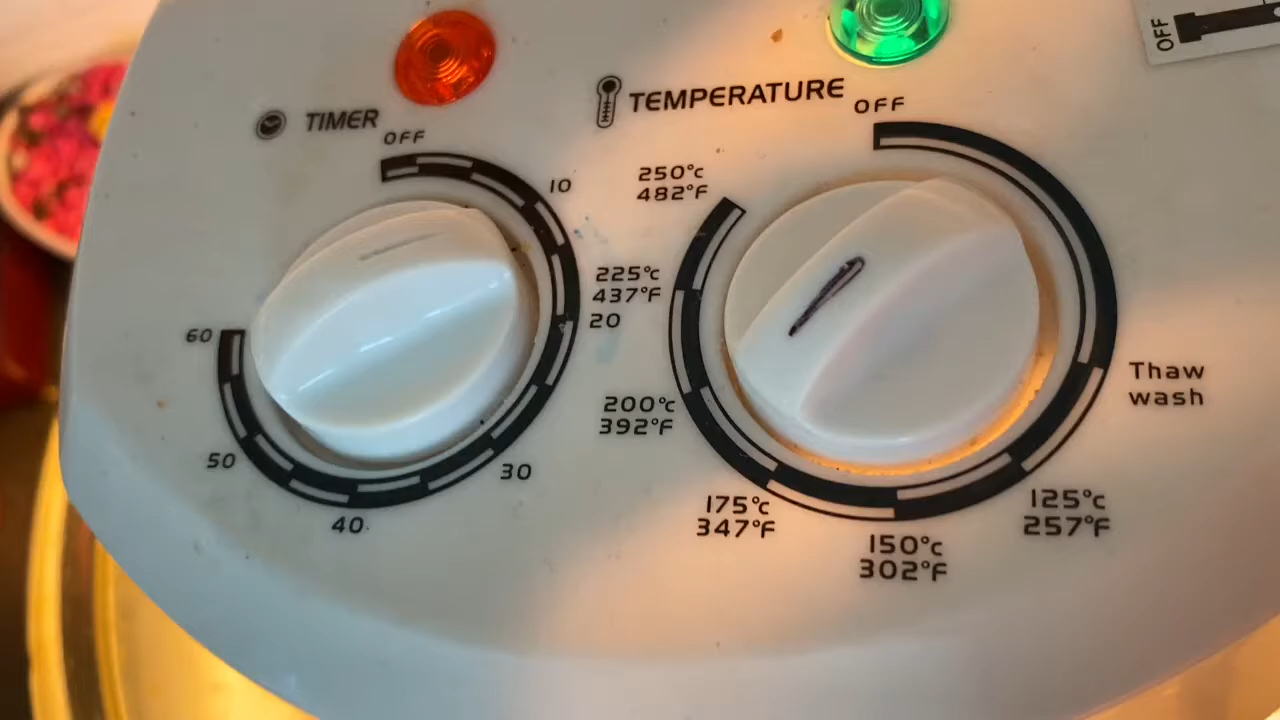 TIMER
OFF
10
20
30
40
50
60
TEMPERATURE
OFF
Thaw
wash
125°c
257°F
150°c
302°F
175°c
347°F
200°c
392°F
225°c
437°F
250°c
482°F
OFF